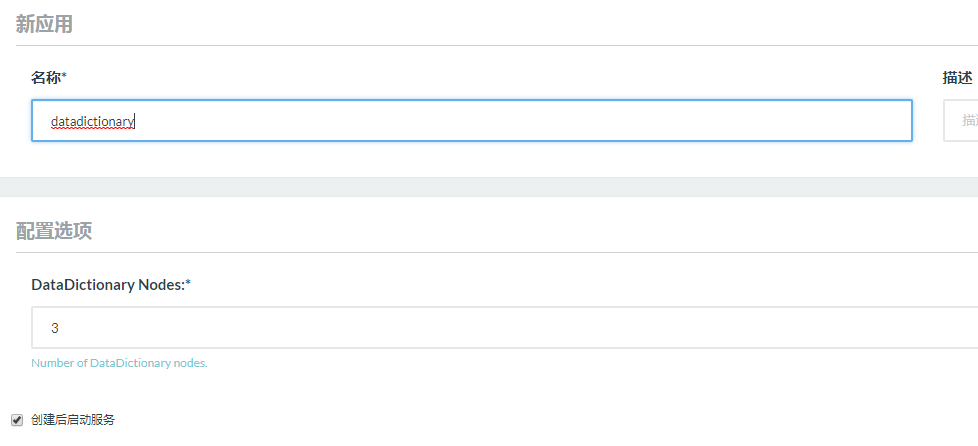 新应用
名称*
描述
datadictionary
配置选项
DataDictionary Nodes:*
3
Number of DataDictionary nodes.
创建后启动服务